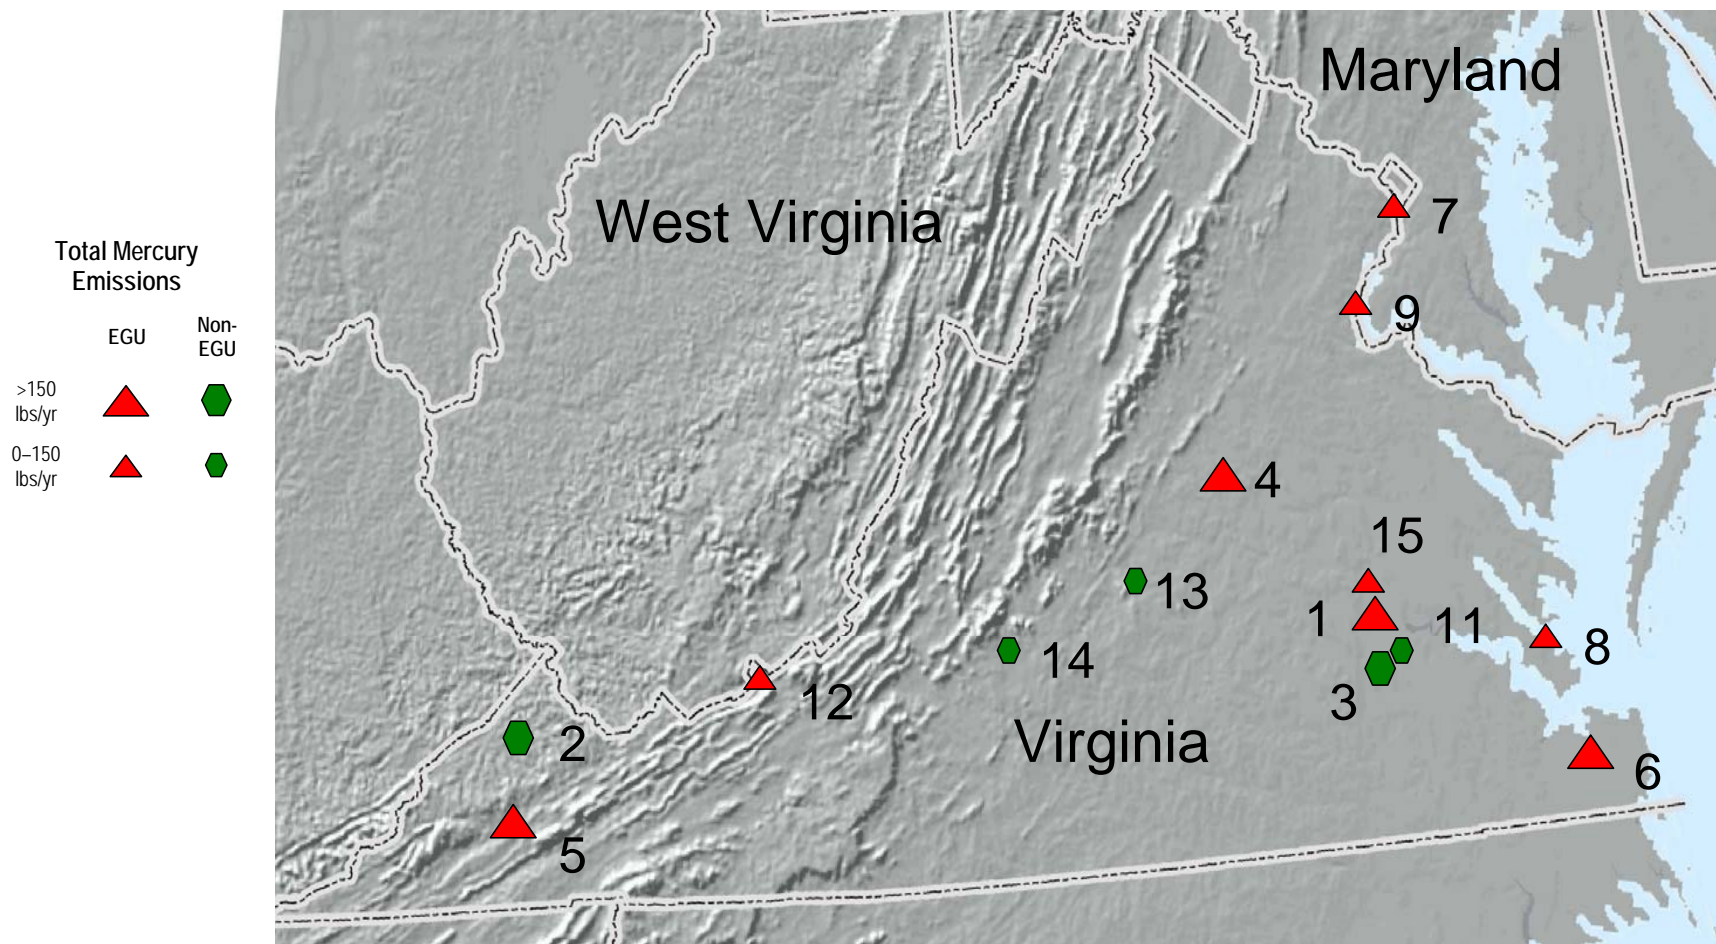 Maryland
West Virginia
7
Total Mercury
Emissions
EGU
Non-
EGU
9
>150
lbs/yr
0–150
lbs/yr
4
15
13
1
11
8
14
12
3
Virginia
2
6
5